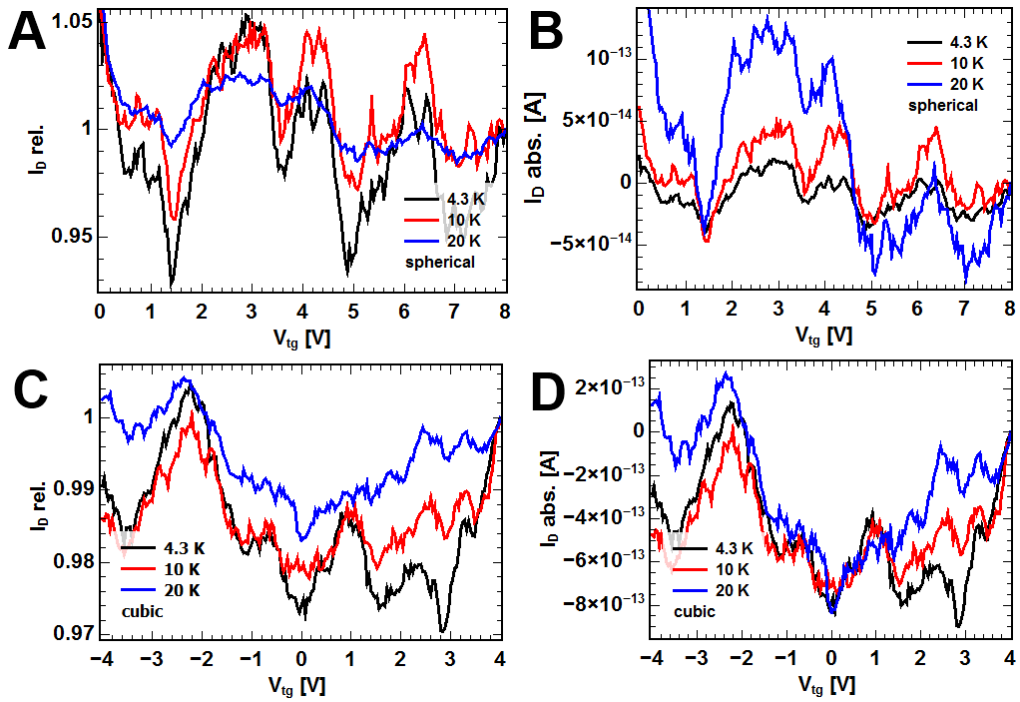 A
1.05
1
0.95
I_D rel.
4.3 K
10 K
20 K
spherical
0 1 2 3 4 5 6 7 8
V_tg [V]
B
10⁻¹³
5×10⁻¹⁴
0
−5×10⁻¹⁴
I_D abs. [A]
4.3 K
10 K
20 K
spherical
0 1 2 3 4 5 6 7 8
V_tg [V]
C
1
0.99
0.98
0.97
I_D rel.
4.3 K
10 K
20 K
cubic
−4 −3 −2 −1 0 1 2 3 4
V_tg [V]
D
2×10⁻¹³
0
−2×10⁻¹³
−4×10⁻¹³
−6×10⁻¹³
−8×10⁻¹³
I_D abs. [A]
4.3 K
10 K
20 K
cubic
−4 −3 −2 −1 0 1 2 3 4
V_tg [V]